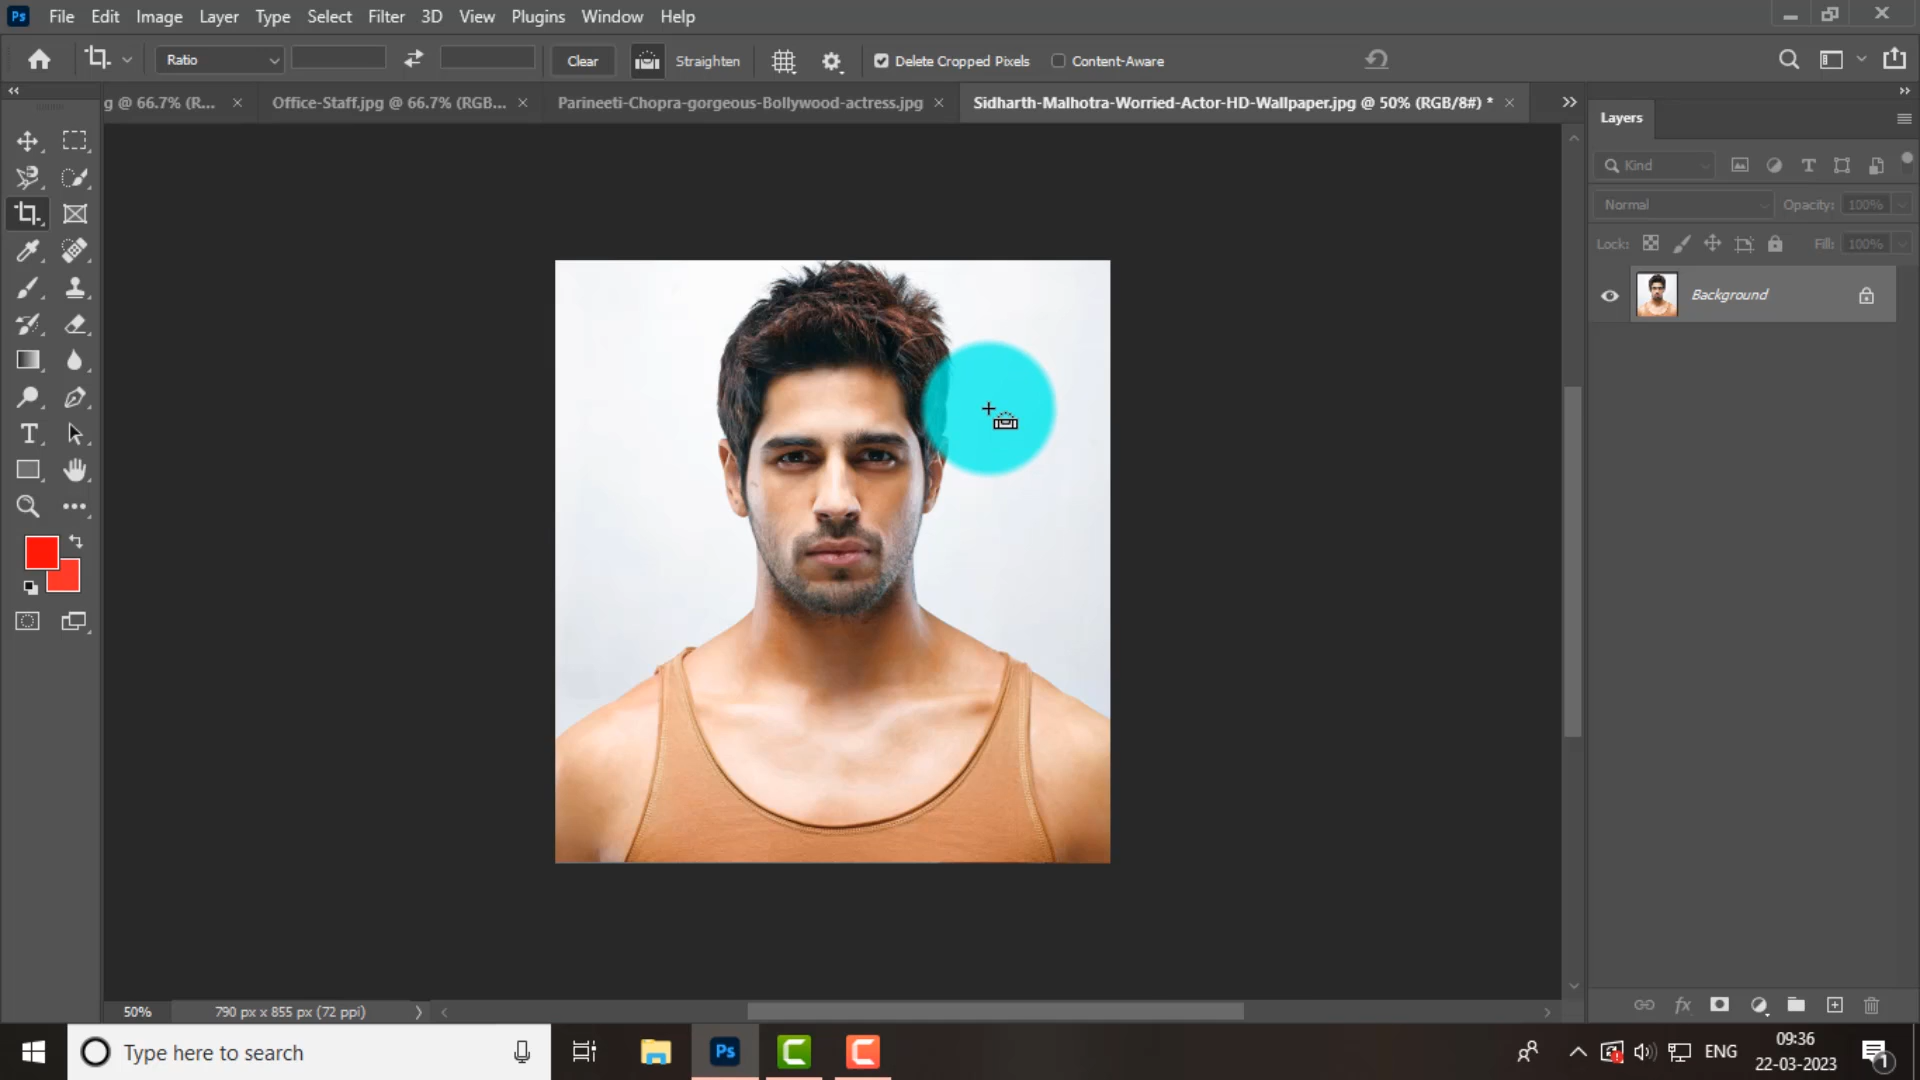 Ps File Edit Image Layer Type Select Filter 3D View Plugins Window Help
Ratio Clear Straighten Delete Cropped Pixels Content-Aware
g @ 66.7% (R... × Office-Staff.jpg @ 66.7% (RGB... × Parineeti-Chopra-gorgeous-Bollywood-actress.jpg × Sidharth-Malhotra-Worried-Actor-HD-Wallpaper.jpg @ 50% (RGB/8#) * ×
Layers
Kind
Normal Opacity: 100%
Lock: Fill: 100%
Background
50% 790 px x 855 px (72 ppi)
Type here to search Ps ENG 09:36
22-03-2023 1